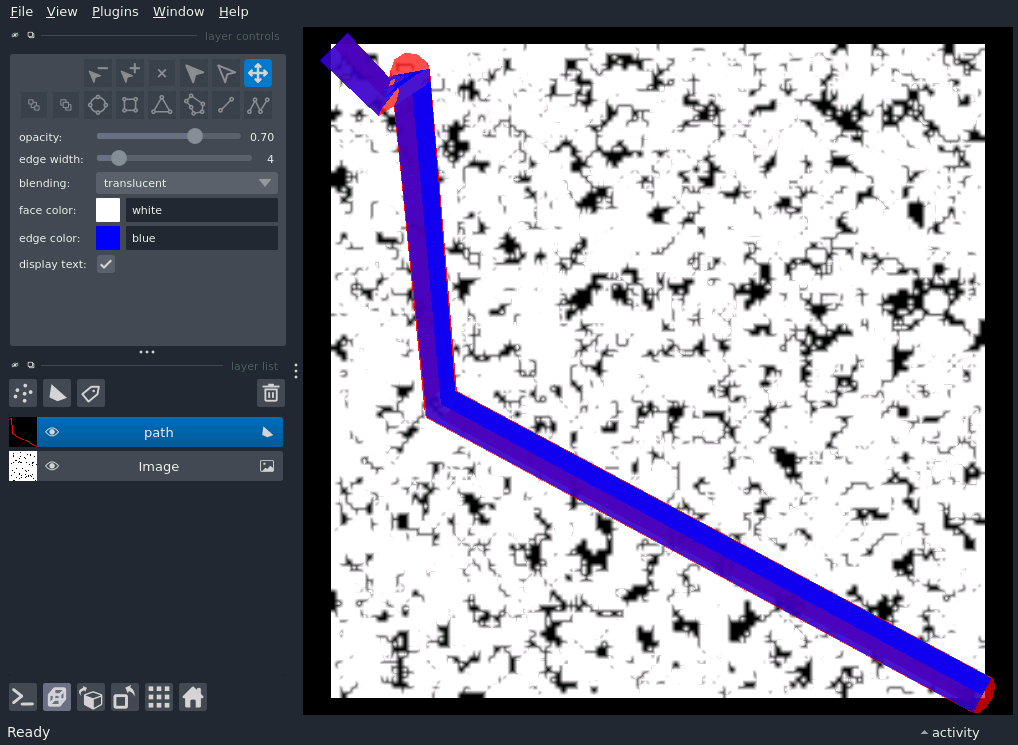 File View Plugins Window Help
layer controls
opacity: 0.70
edge width: 4
blending: translucent
face color: white
edge color: blue
display text:
layer list
path
Image
Ready activity